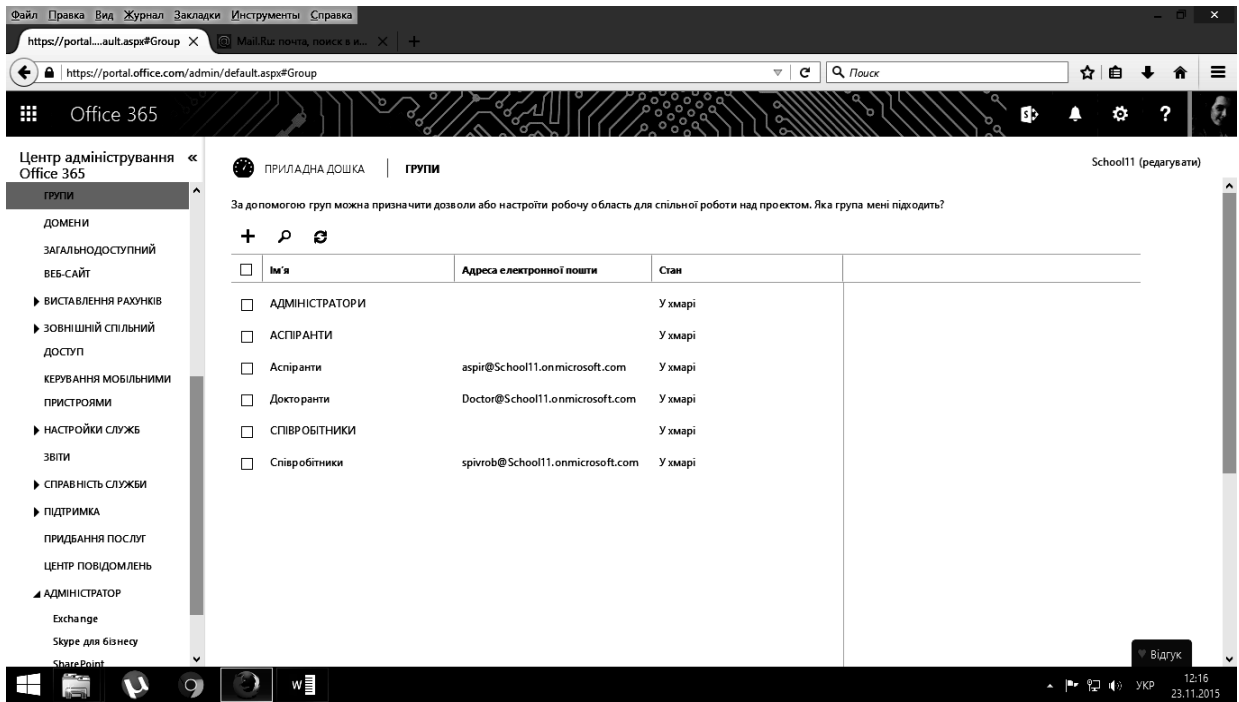 Файл Правка Вид Журнал Закладки Инструменты Справка
https://portal....ault.aspx#Group
Mail.Ru: почта, поиск в и...
https://portal.office.com/admin/default.aspx#Group
Поиск
Office 365
Центр адміністрування
Office 365
ГРУПИ
ДОМЕНИ
ЗАГАЛЬНОДОСТУПНИЙ
ВЕБ-САЙТ
ВИСТАВЛЕННЯ РАХУНКІВ
ЗОВНІШНІЙ СПІЛЬНИЙ
ДОСТУП
КЕРУВАННЯ МОБІЛЬНИМИ
ПРИСТРОЯМИ
НАСТРОЙКИ СЛУЖБ
ЗВІТИ
СПРАВНІСТЬ СЛУЖБИ
ПІДТРИМКА
ПРИДБАННЯ ПОСЛУГ
ЦЕНТР ПОВІДОМЛЕНЬ
АДМІНІСТРАТОР
Exchange
Skype для бізнесу
SharePoint
ПРИЛАДНА ДОШКА ГРУПИ
School11 (редагувати)
За допомогою груп можна призначити дозволи або настроїти робочу область для спільної роботи над проектом. Яка група мені підходить?
Ім'я Адреса електронної пошти Стан
АДМІНІСТРАТОРИ У хмарі
АСПІРАНТИ У хмарі
Аспіранти aspir@School11.onmicrosoft.com У хмарі
Докторанти Doctor@School11.onmicrosoft.com У хмарі
СПІВРОБІТНИКИ У хмарі
Співробітники spivrob@School11.onmicrosoft.com У хмарі
Відгук
УКР
12:16
23.11.2015